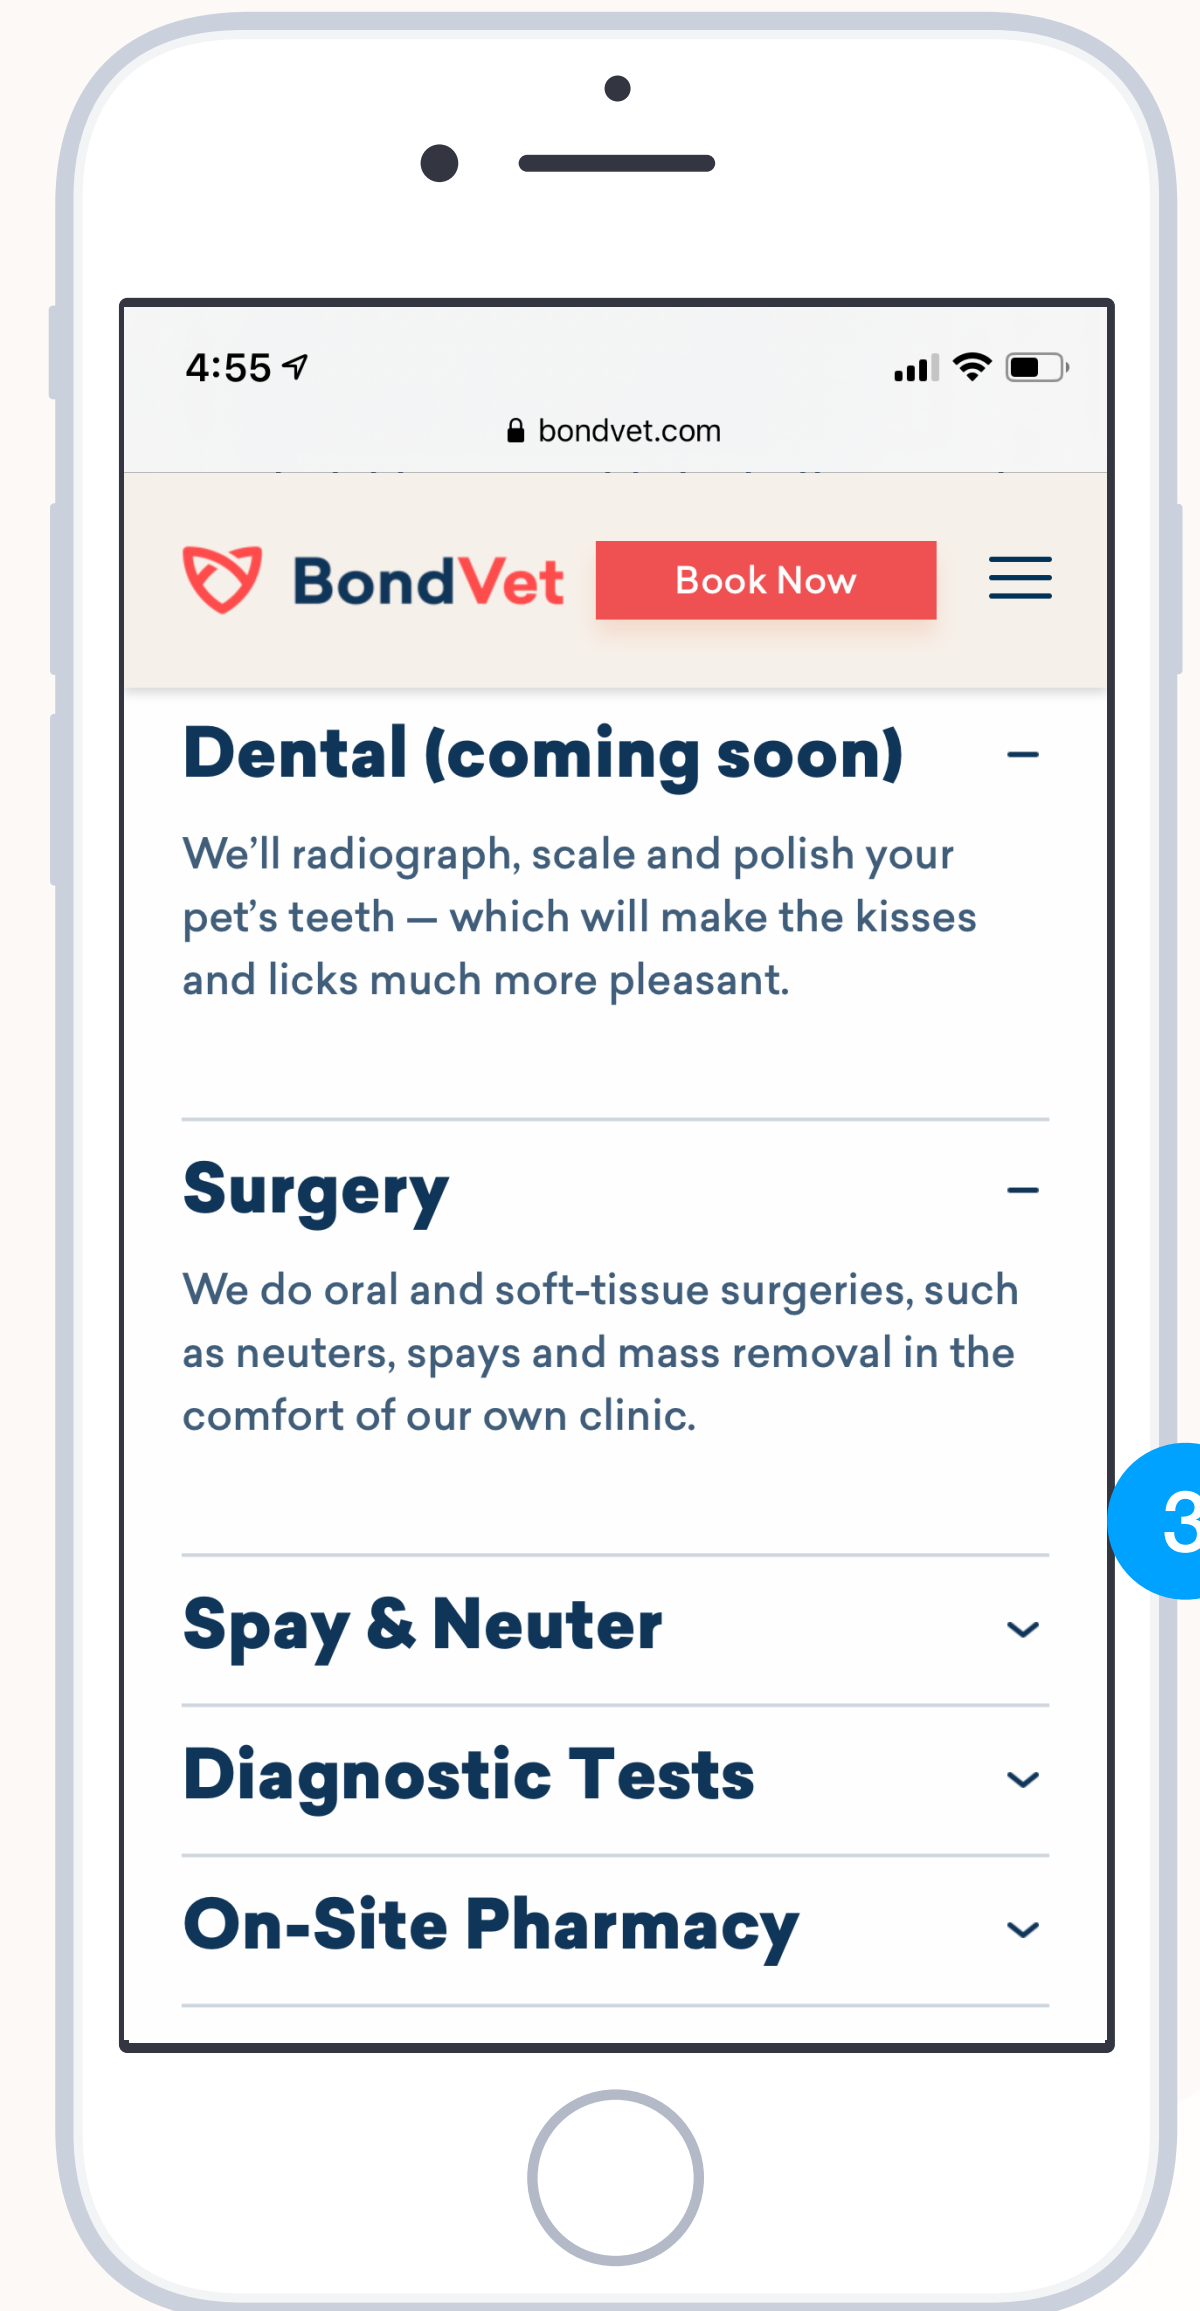 4:55
bondvet.com
BondVet
Book Now
Dental (coming soon)
We’ll radiograph, scale and polish your
pet’s teeth — which will make the kisses
and licks much more pleasant.
Surgery
We do oral and soft-tissue surgeries, such
as neuters, spays and mass removal in the
comfort of our own clinic.
3
Spay & Neuter
Diagnostic Tests
On-Site Pharmacy